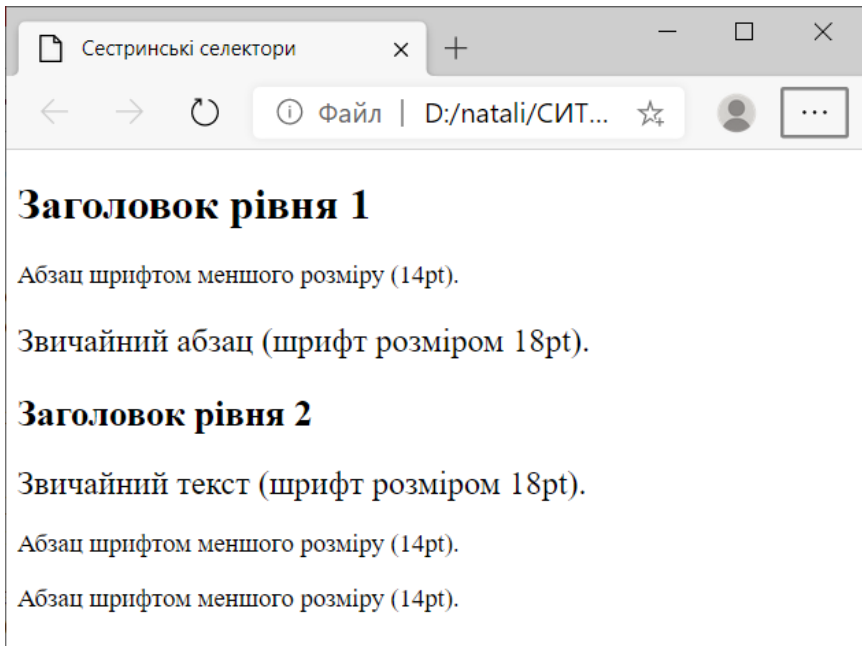 Сестринські селектори
Файл | D:/natali/СИТ...
Заголовок рівня 1
Абзац шрифтом меншого розміру (14pt).
Звичайний абзац (шрифт розміром 18pt).
Заголовок рівня 2
Звичайний текст (шрифт розміром 18pt).
Абзац шрифтом меншого розміру (14pt).
Абзац шрифтом меншого розміру (14pt).